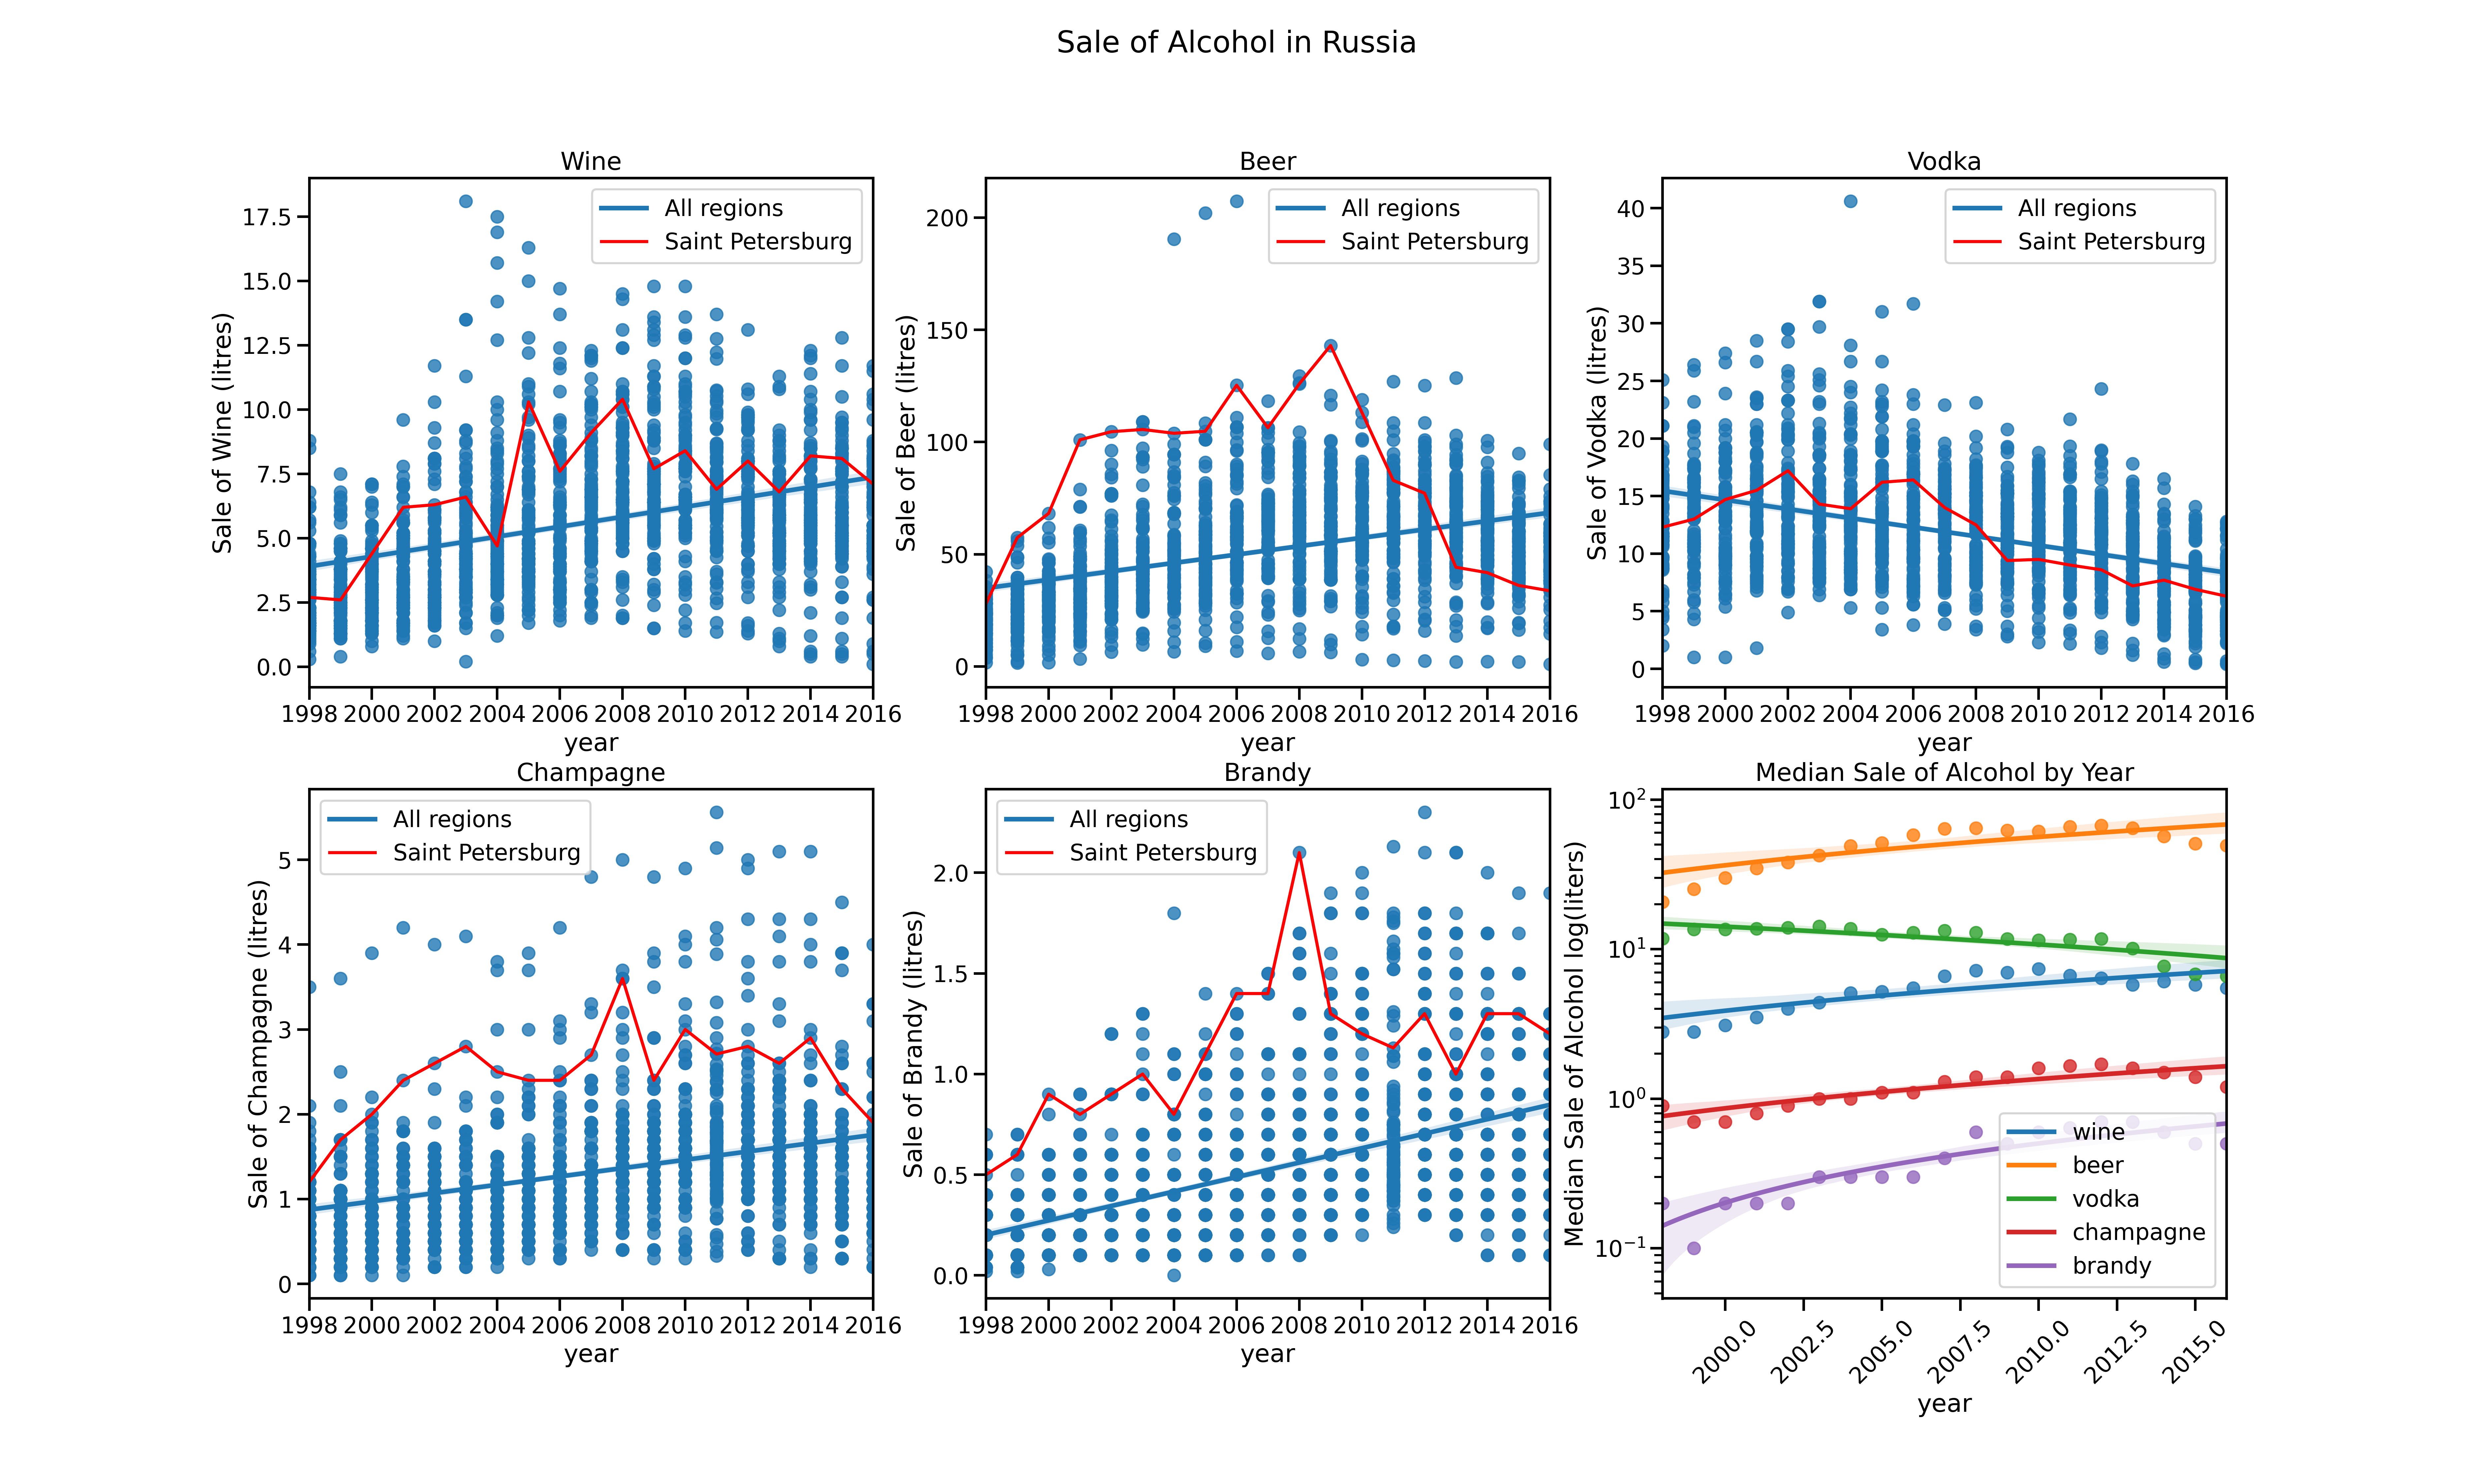 Sale of Alcohol in Russia
Wine
All regions
Saint Petersburg
17.5
15.0
12.5
10.0
7.5
5.0
2.5
0.0
Sale of Wine (litres)
1998 2000 2002 2004 2006 2008 2010 2012 2014 2016
year
Beer
All regions
Saint Petersburg
200
150
100
50
0
Sale of Beer (litres)
1998 2000 2002 2004 2006 2008 2010 2012 2014 2016
year
Vodka
All regions
Saint Petersburg
40
35
30
25
20
15
10
5
0
Sale of Vodka (litres)
1998 2000 2002 2004 2006 2008 2010 2012 2014 2016
year
Champagne
All regions
Saint Petersburg
5
4
3
2
1
0
Sale of Champagne (litres)
1998 2000 2002 2004 2006 2008 2010 2012 2014 2016
year
Brandy
All regions
Saint Petersburg
2.0
1.5
1.0
0.5
0.0
Sale of Brandy (litres)
1998 2000 2002 2004 2006 2008 2010 2012 2014 2016
year
Median Sale of Alcohol by Year
10²
10¹
10⁰
10⁻¹
Median Sale of Alcohol log(liters)
wine
beer
vodka
champagne
brandy
2000.0 2002.5 2005.0 2007.5 2010.0 2012.5 2015.0
year